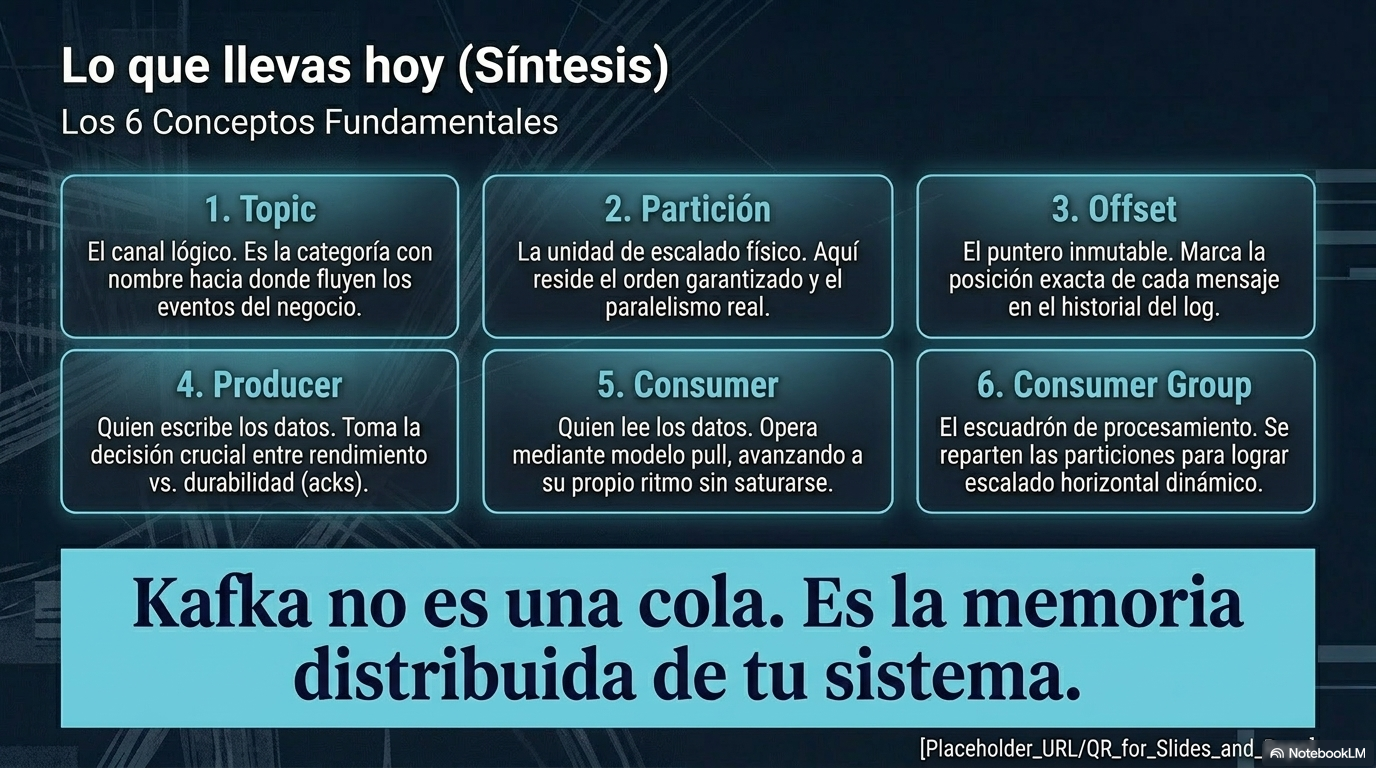 Lo que llevas hoy (Síntesis)
Los 6 Conceptos Fundamentales
1. Topic
El canal lógico. Es la categoría con
nombre hacia donde fluyen los
eventos del negocio.
2. Partición
La unidad de escalado físico. Aquí
reside el orden garantizado y el
paralelismo real.
3. Offset
El puntero inmutable. Marca la
posición exacta de cada mensaje
en el historial del log.
4. Producer
Quien escribe los datos. Toma la
decisión crucial entre rendimiento
vs. durabilidad (acks).
5. Consumer
Quien lee los datos. Opera
mediante modelo pull, avanzando a
su propio ritmo sin saturarse.
6. Consumer Group
El escuadrón de procesamiento. Se
reparten las particiones para lograr
escalado horizontal dinámico.
Kafka no es una cola. Es la memoria
distribuida de tu sistema.
[Placeholder_URL/QR_for_Slides_and_
NotebookLM